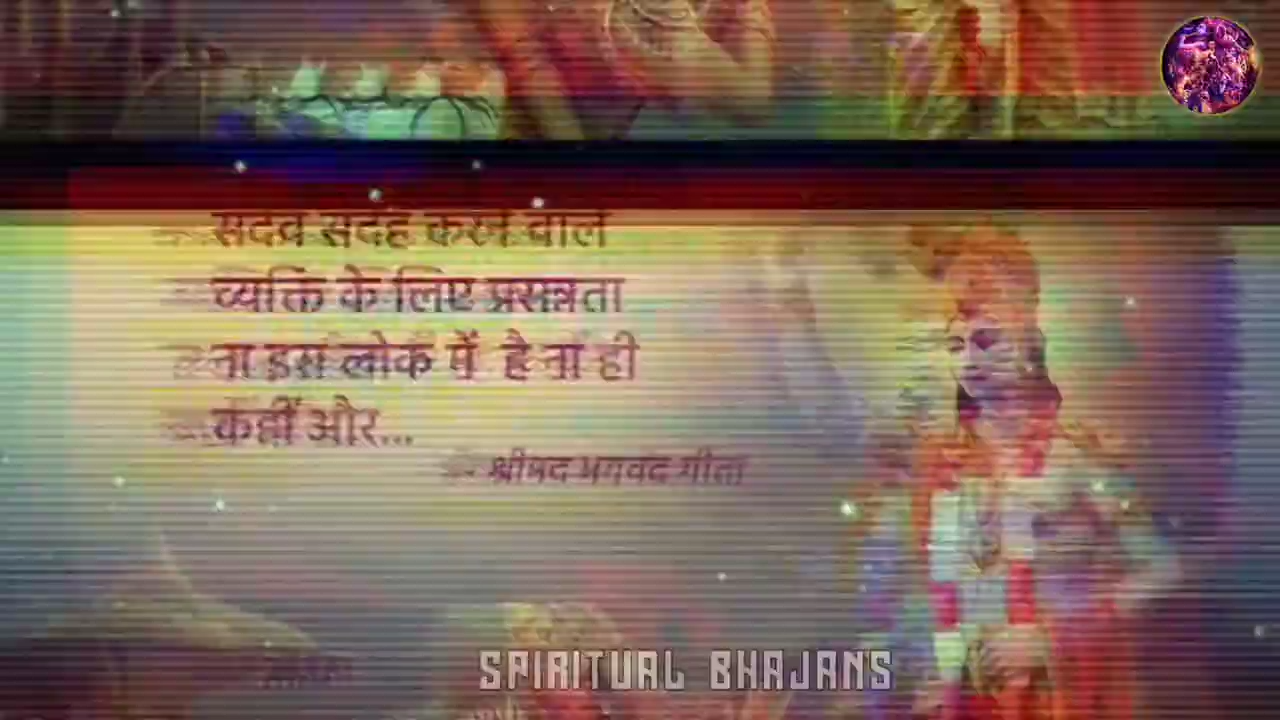 सदैव संदेह करने वाले
व्यक्ति के लिए प्रसन्नता
ना इस लोक में है ना ही
कहीं और...
- श्रीमद भगवद गीता
SPIRITUAL BHAJANS